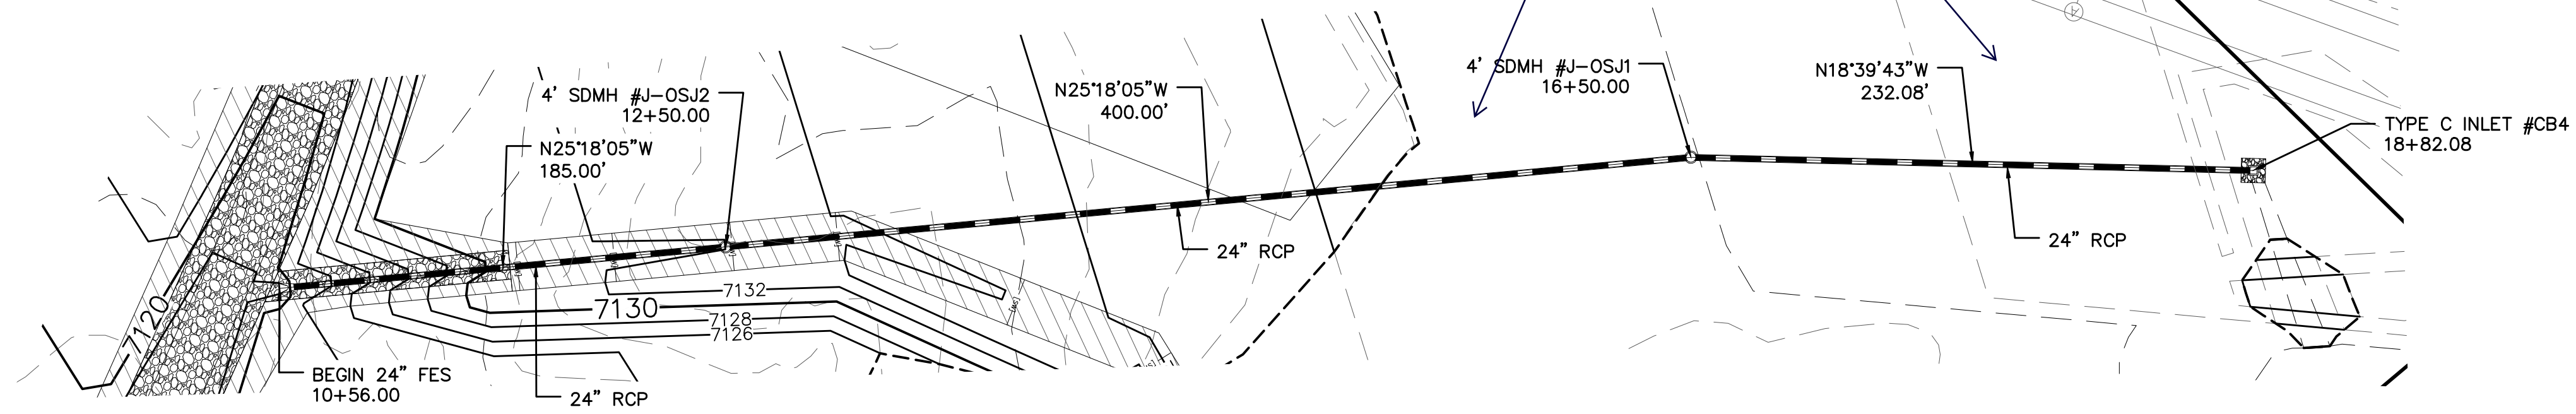 4' SDMH #J-OSJ2
12+50.00
N25°18'05"W
185.00'
N25°18'05"W
400.00'
4' SDMH #J-OSJ1
16+50.00
N18°39'43"W
232.08'
TYPE C INLET #CB4
18+82.08
24" RCP
24" RCP
7132
7130
7128
7126
7120
BEGIN 24" FES
10+56.00
24" RCP